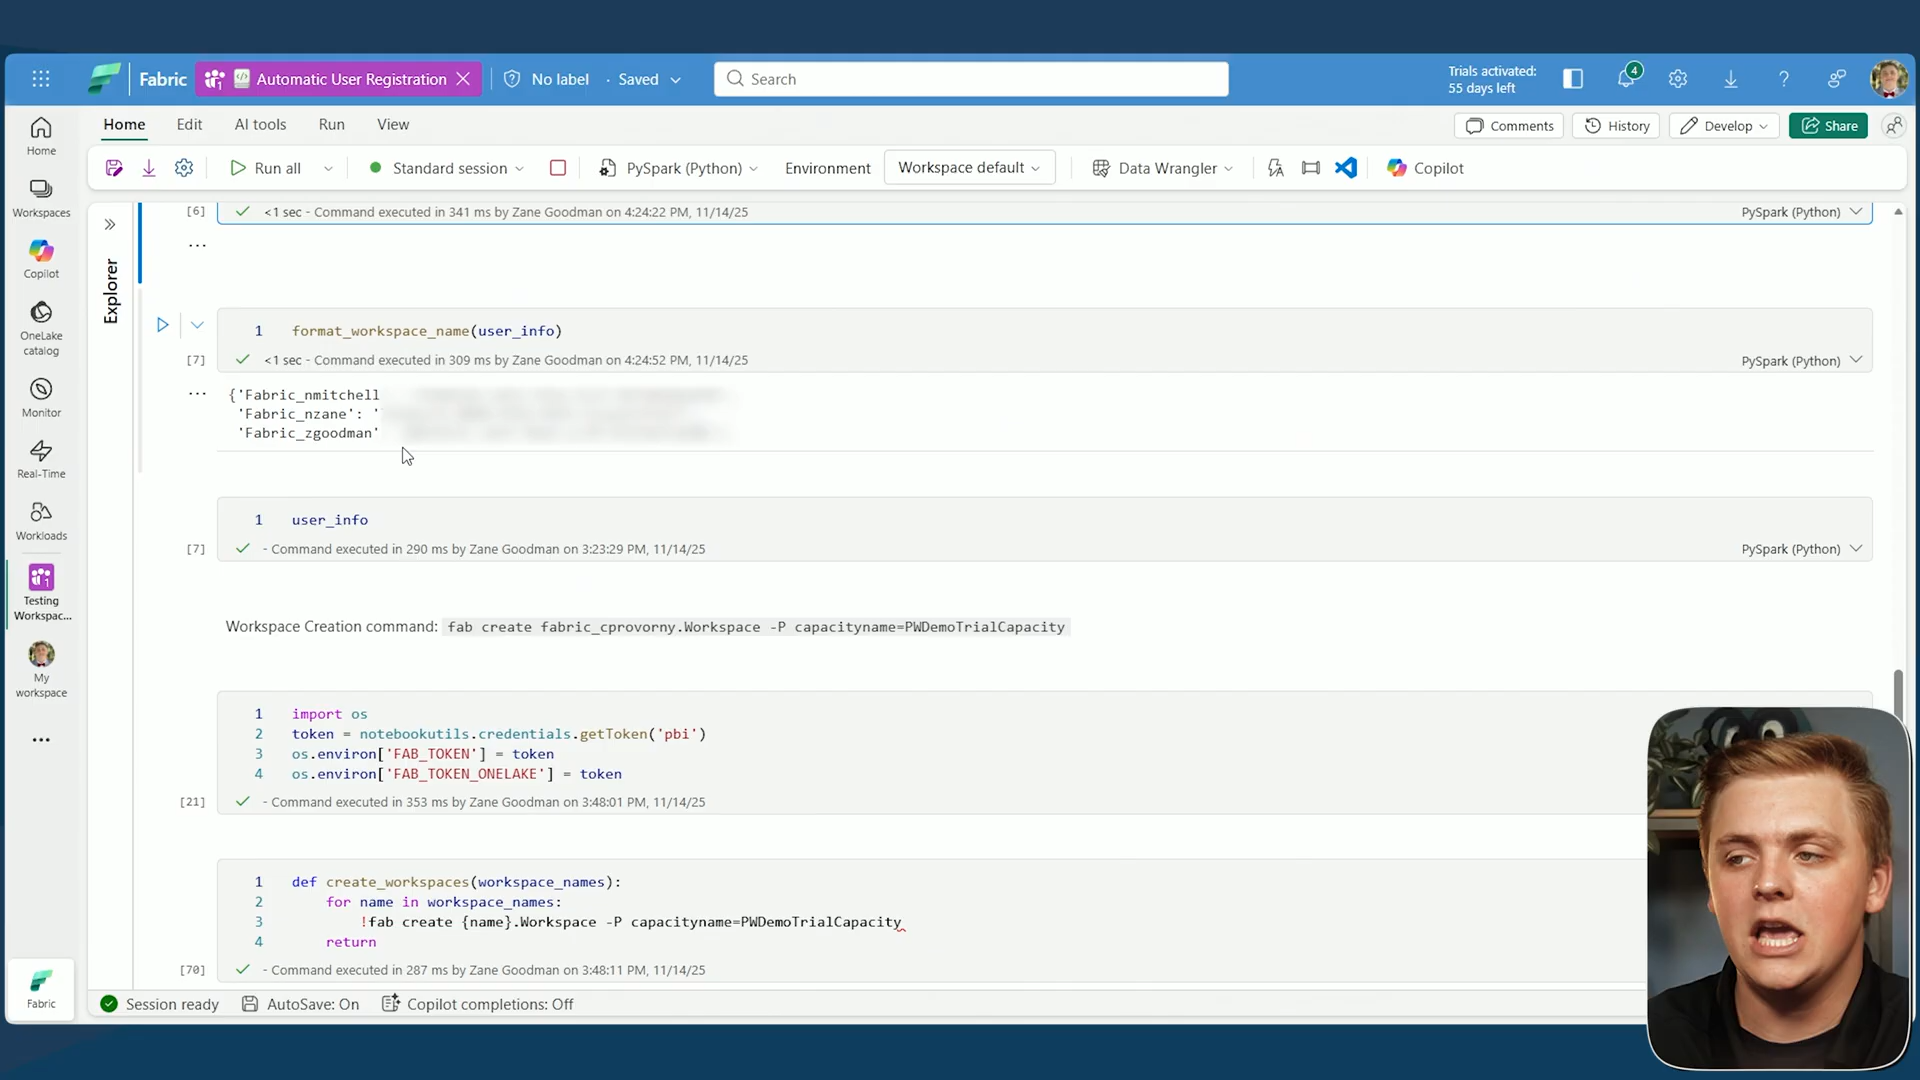 Fabric
Automatic User Registration
No label
Saved
Search
Trials activated:
55 days left
4
Home
Edit
AI tools
Run
View
Comments
History
Develop
Share
Run all
Standard session
PySpark (Python)
Environment
Workspace default
Data Wrangler
Copilot
Home
Workspaces
Copilot
OneLake
catalog
Monitor
Real-Time
Workloads
Testing
Workspac...
My
workspace
Fabric
Explorer
[6]
<1 sec - Command executed in 341 ms by Zane Goodman on 4:24:22 PM, 11/14/25
PySpark (Python)
1 format_workspace_name(user_info)
[7]
<1 sec - Command executed in 309 ms by Zane Goodman on 4:24:52 PM, 11/14/25
PySpark (Python)
{'Fabric_nmitchell
'Fabric_nzane': '
'Fabric_zgoodman'
1 user_info
[7]
- Command executed in 290 ms by Zane Goodman on 3:23:29 PM, 11/14/25
PySpark (Python)
Workspace Creation command: fab create fabric_cprovorny.Workspace -P capacityname=PWDemoTrialCapacity
1 import os
2 token = notebookutils.credentials.getToken('pbi')
3 os.environ['FAB_TOKEN'] = token
4 os.environ['FAB_TOKEN_ONELAKE'] = token
[21]
- Command executed in 353 ms by Zane Goodman on 3:48:01 PM, 11/14/25
1 def create_workspaces(workspace_names):
2 for name in workspace_names:
3 !fab create {name}.Workspace -P capacityname=PWDemoTrialCapacity
4 return
[70]
- Command executed in 287 ms by Zane Goodman on 3:48:11 PM, 11/14/25
Session ready
AutoSave: On
Copilot completions: Off